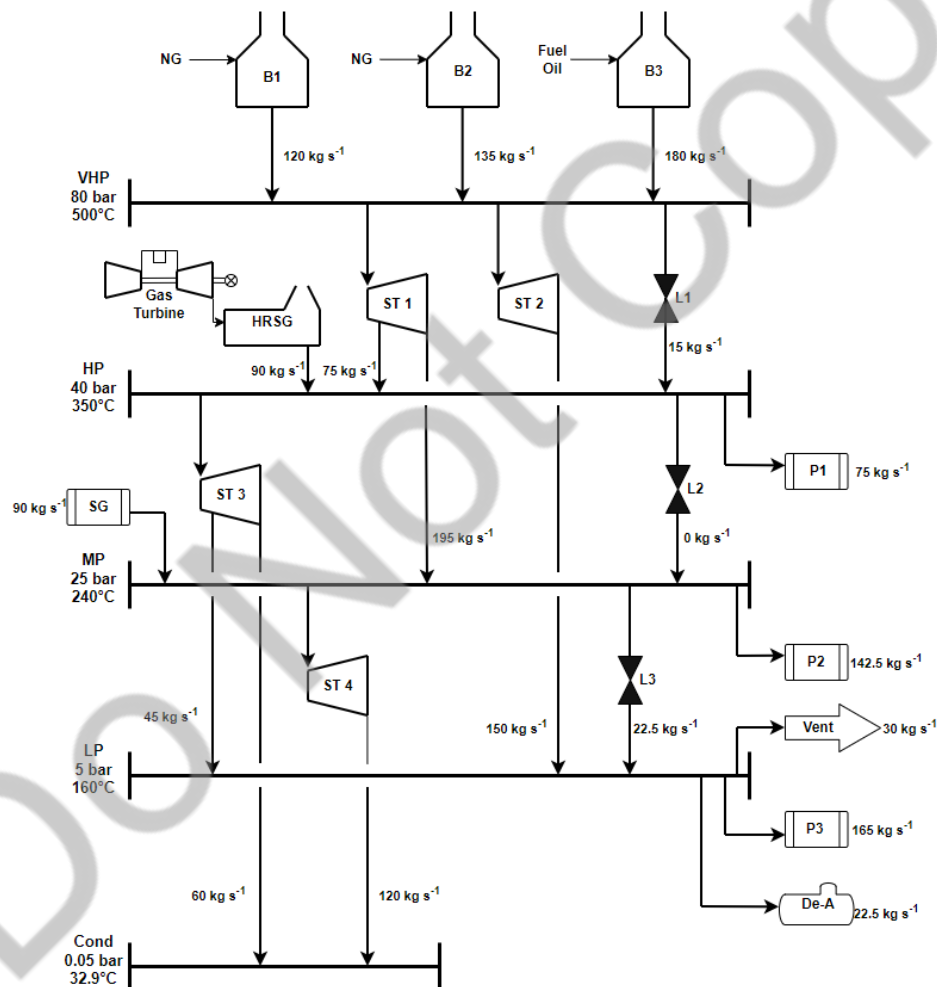 NG
B1
NG
B2
Fuel
Oil
B3
120 kg s⁻¹
135 kg s⁻¹
180 kg s⁻¹
VHP
80 bar
500°C
Gas
Turbine
HRSG
ST 1
ST 2
L1
90 kg s⁻¹
75 kg s⁻¹
15 kg s⁻¹
HP
40 bar
350°C
ST 3
L2
P1
75 kg s⁻¹
90 kg s⁻¹
SG
195 kg s⁻¹
0 kg s⁻¹
MP
25 bar
240°C
ST 4
L3
P2
142.5 kg s⁻¹
45 kg s⁻¹
150 kg s⁻¹
22.5 kg s⁻¹
Vent
30 kg s⁻¹
LP
5 bar
160°C
P3
165 kg s⁻¹
60 kg s⁻¹
120 kg s⁻¹
De-A
22.5 kg s⁻¹
Cond
0.05 bar
32.9°C
Do Not Cop